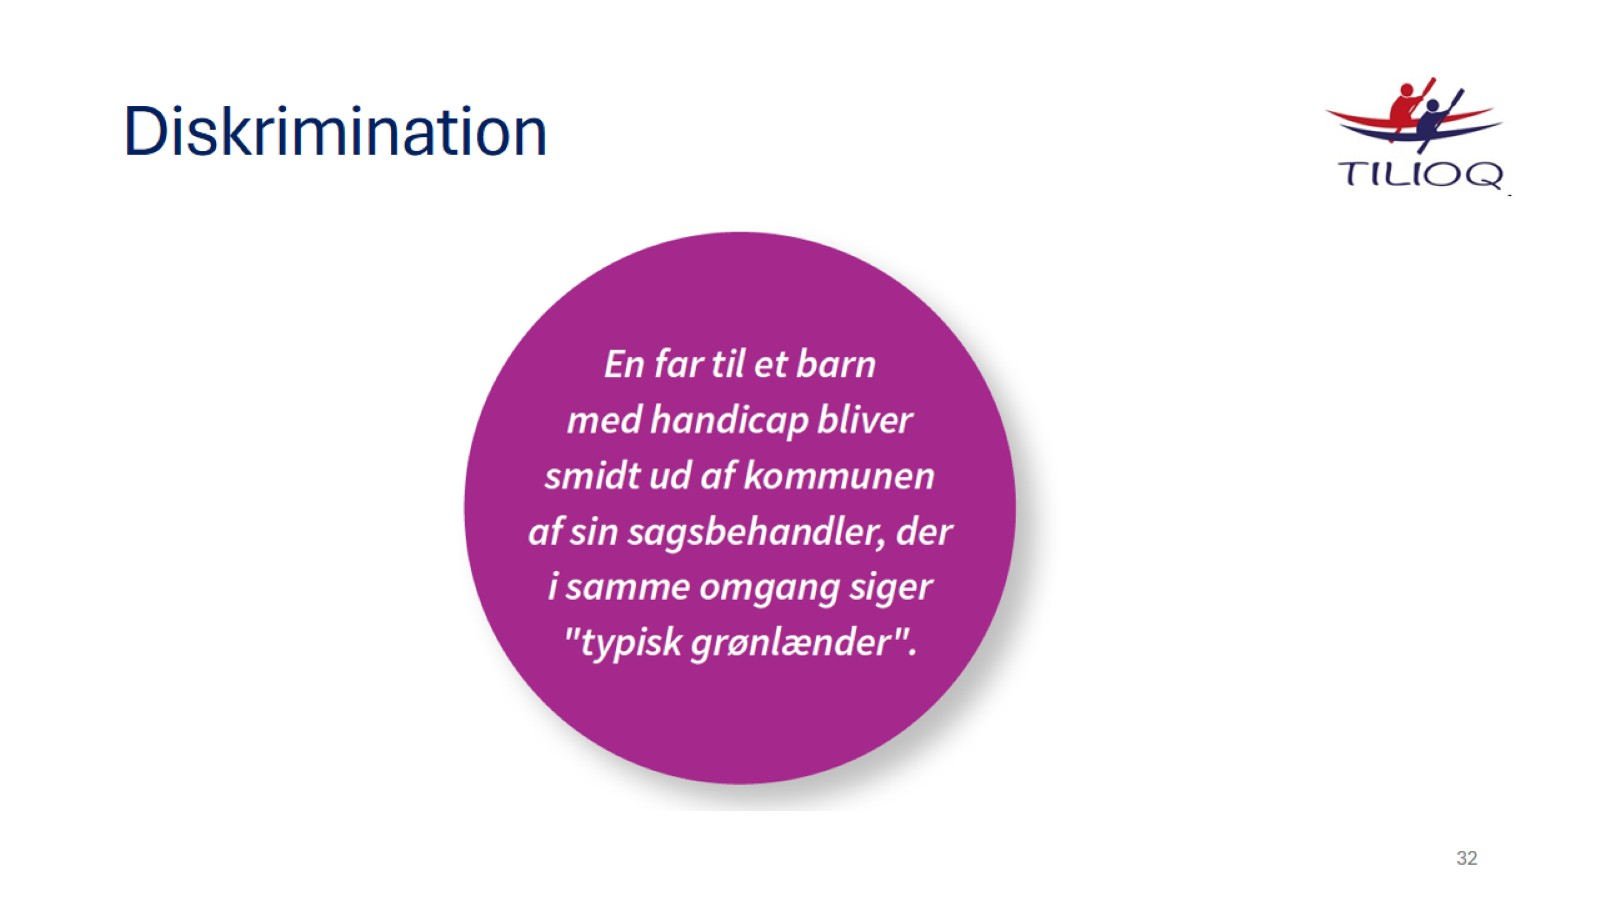 Diskrimination
TILIOQ
En far til et barn
med handicap bliver
smidt ud af kommunen
af sin sagsbehandler, der
i samme omgang siger
"typisk grønlænder".
32